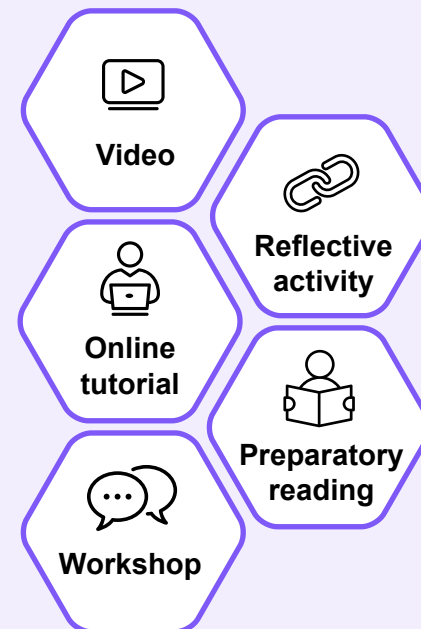 Video
Reflective
activity
Online
tutorial
Preparatory
reading
Workshop